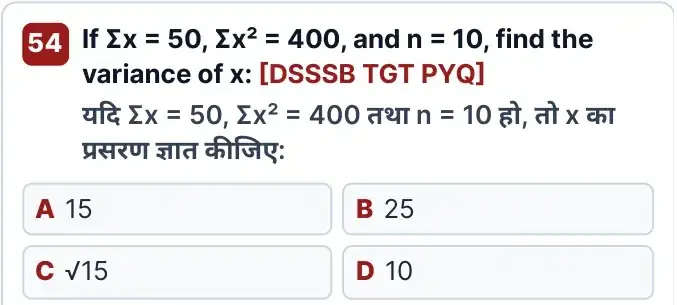 54 If Σx = 50, Σx² = 400, and n = 10, find the
variance of x: [DSSSB TGT PYQ]
यदि Σx = 50, Σx² = 400 तथा n = 10 हो, तो x का
प्रसरण ज्ञात कीजिए:
A 15 B 25
C √15 D 10